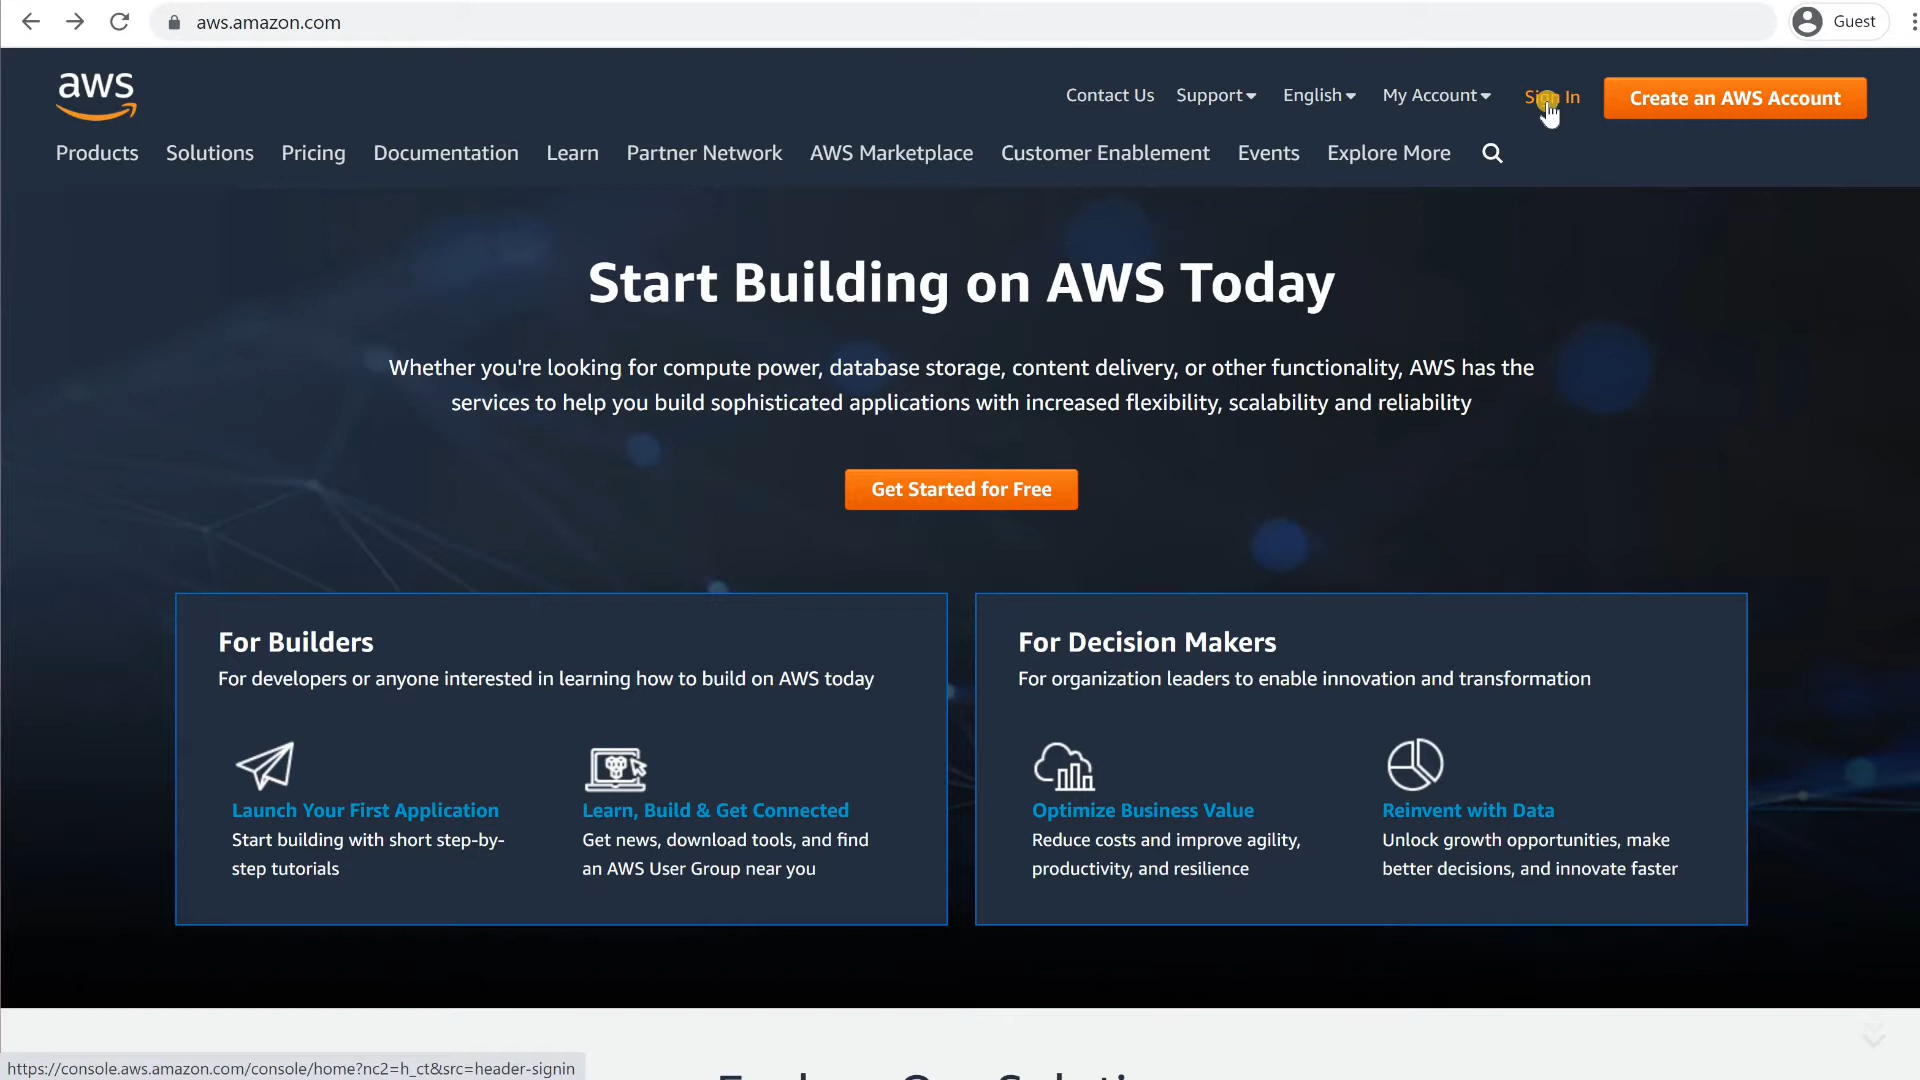 aws.amazon.com
Guest
aws
Contact Us Support English My Account Sign In Create an AWS Account
Products Solutions Pricing Documentation Learn Partner Network AWS Marketplace Customer Enablement Events Explore More
Start Building on AWS Today
Whether you're looking for compute power, database storage, content delivery, or other functionality, AWS has the
services to help you build sophisticated applications with increased flexibility, scalability and reliability
Get Started for Free
For Builders
For developers or anyone interested in learning how to build on AWS today
Launch Your First Application
Start building with short step-by-
step tutorials
Learn, Build & Get Connected
Get news, download tools, and find
an AWS User Group near you
For Decision Makers
For organization leaders to enable innovation and transformation
Optimize Business Value
Reduce costs and improve agility,
productivity, and resilience
Reinvent with Data
Unlock growth opportunities, make
better decisions, and innovate faster
https://console.aws.amazon.com/console/home?nc2=h_ct&src=header-signin